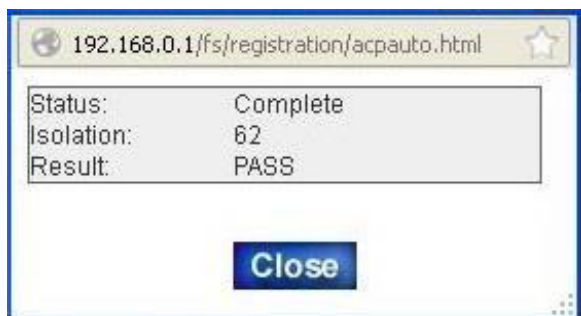 192.168.0.1/fs/registration/acpauto.html
Status: Complete
Isolation: 62
Result: PASS
Close